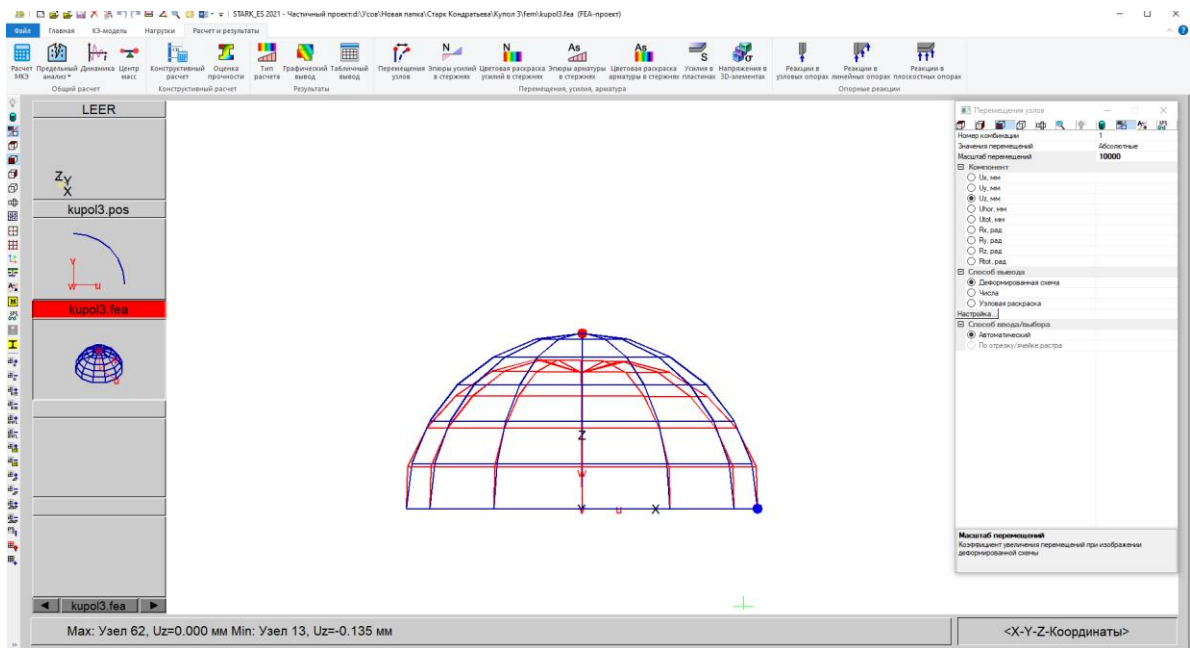 STARK_ES 2021 - Частичный проект:d:\Усов\Новая папка\Старк Кондратьева\Купол 3\fem\kupol3.fea (FEA-проект)
Файл Главная КЭ-модель Нагрузки Расчет и результаты
Расчет МКЭ
Предельный анализ
Динамика
Центр масс
Конструктивный расчет
Оценка прочности
Тип расчета
Графический вывод
Табличный вывод
Перемещения узлов
Эпюры усилий в стержнях
Цветовая раскраска усилий в стержнях
Эпюры арматуры в стержнях
Цветовая раскраска арматуры в стержнях
Усилия в пластинах
Напряжения в 3D-элементах
Реакции в узловых опорах
Реакции в линейных опорах
Реакции в плоскостных опорах
Общий расчет
Конструктивный расчет
Результаты
Перемещения, усилия, арматура
Опорные реакции
LEER
Z Y
X
kupol3.pos
v
w u
kupol3.fea
kupol3.fea
Z
w
Y u X
Перемещения узлов
Номер комбинации 1
Значения перемещений Абсолютные
Масштаб перемещений 10000
Компонент
Ux, мм
Uy, мм
Uz, мм
Uhor, мм
Utot, мм
Rx, рад
Ry, рад
Rz, рад
Rtot, рад
Способ вывода
Деформированная схема
Числа
Узловая раскраска
Настройка...
Способ ввода/выбора
Автоматический
По отрезку/ячейке растра
Масштаб перемещений
Коэффициент увеличения перемещений при изображении
деформированной схемы
Max: Узел 62, Uz=0.000 мм Min: Узел 13, Uz=-0.135 мм
<X-Y-Z-Координаты>